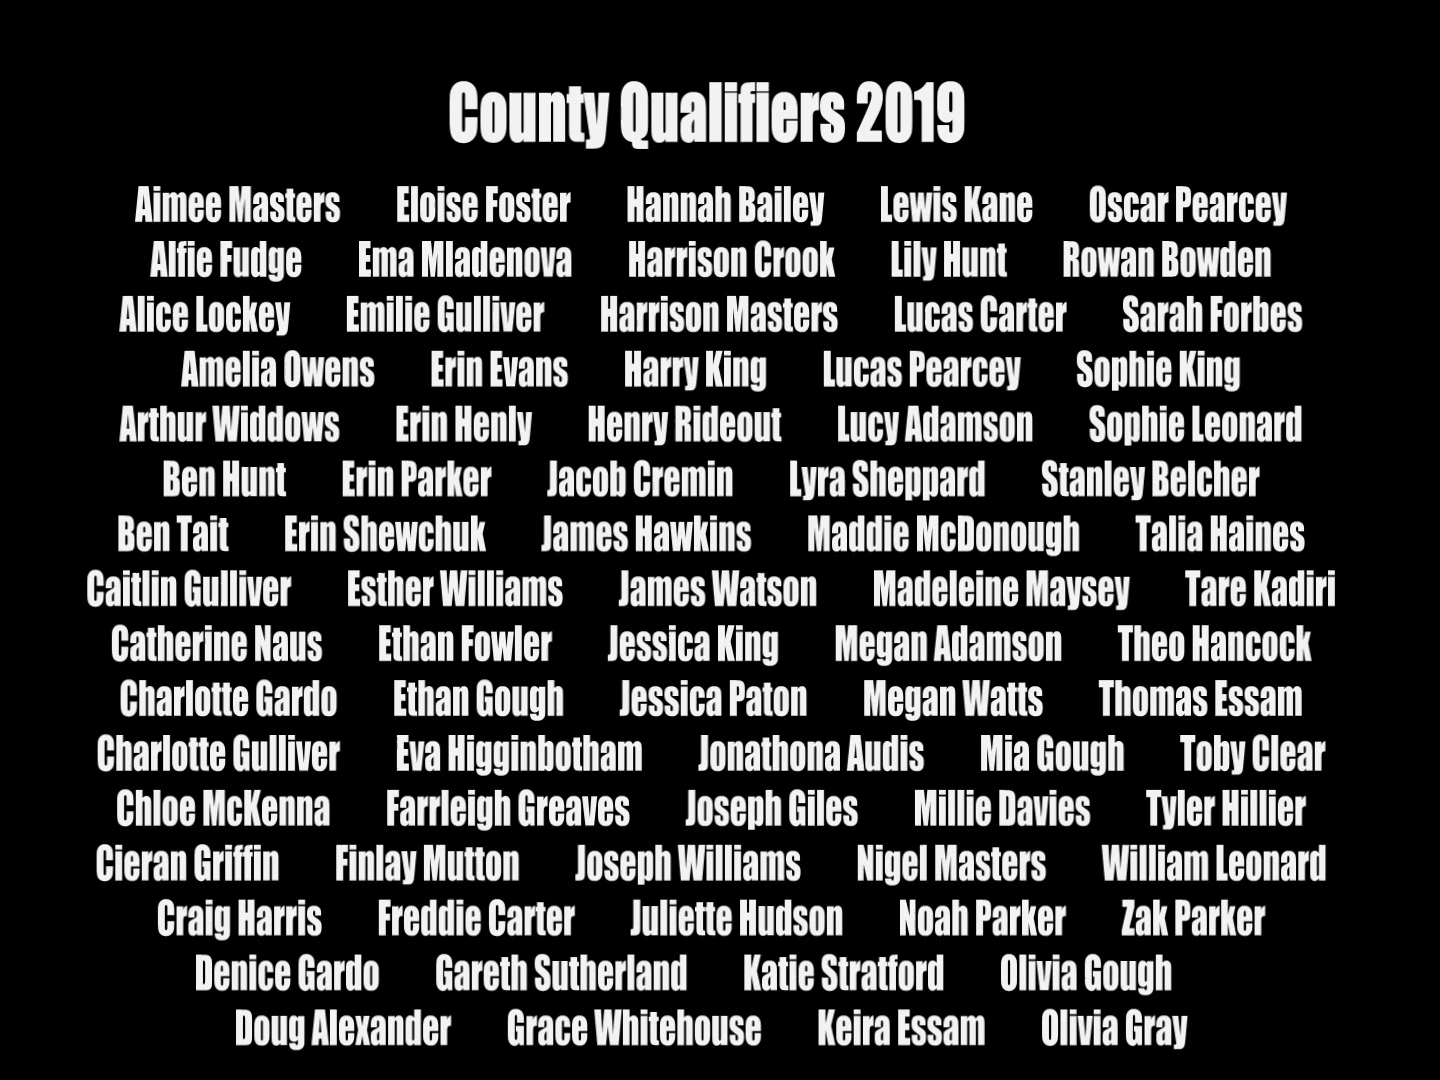 County Qualifiers 2019
Aimee Masters Eloise Foster Hannah Bailey Lewis Kane Oscar Pearcey
Alfie Fudge Ema Mladenova Harrison Crook Lily Hunt Rowan Bowden
Alice Lockey Emilie Gulliver Harrison Masters Lucas Carter Sarah Forbes
Amelia Owens Erin Evans Harry King Lucas Pearcey Sophie King
Arthur Widdows Erin Henly Henry Rideout Lucy Adamson Sophie Leonard
Ben Hunt Erin Parker Jacob Cremin Lyra Sheppard Stanley Belcher
Ben Tait Erin Shewchuk James Hawkins Maddie McDonough Talia Haines
Caitlin Gulliver Esther Williams James Watson Madeleine Maysey Tare Kadiri
Catherine Naus Ethan Fowler Jessica King Megan Adamson Theo Hancock
Charlotte Gardo Ethan Gough Jessica Paton Megan Watts Thomas Essam
Charlotte Gulliver Eva Higginbotham Jonathona Audis Mia Gough Toby Clear
Chloe McKenna Farrleigh Greaves Joseph Giles Millie Davies Tyler Hillier
Cieran Griffin Finlay Mutton Joseph Williams Nigel Masters William Leonard
Craig Harris Freddie Carter Juliette Hudson Noah Parker Zak Parker
Denice Gardo Gareth Sutherland Katie Stratford Olivia Gough
Doug Alexander Grace Whitehouse Keira Essam Olivia Gray